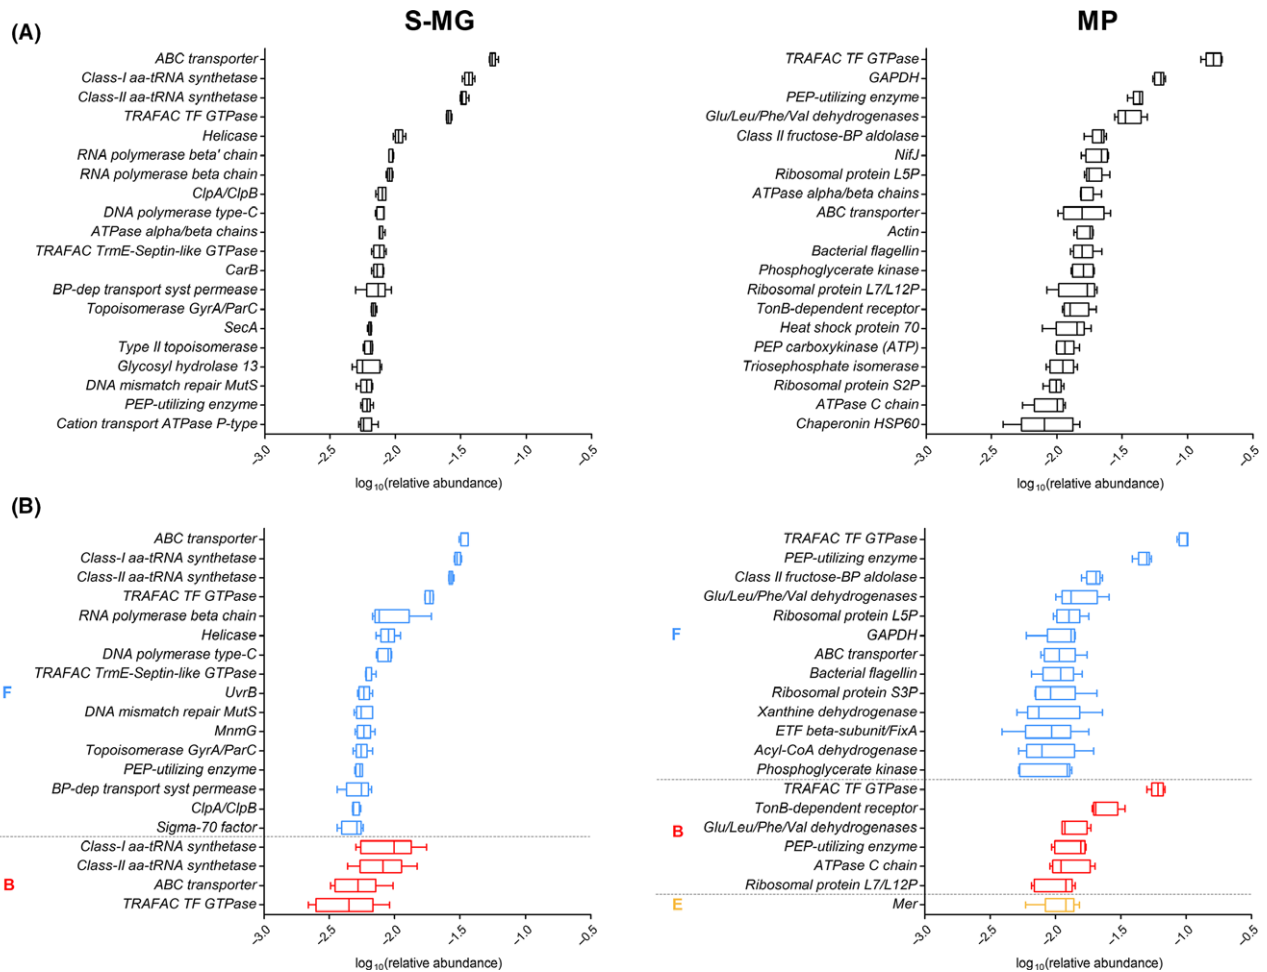 S-MG
MP
(A)
ABC transporter
Class-I aa-tRNA synthetase
Class-II aa-tRNA synthetase
TRAFAC TF GTPase
Helicase
RNA polymerase beta' chain
RNA polymerase beta chain
ClpA/ClpB
DNA polymerase type-C
ATPase alpha/beta chains
TRAFAC TrmE-Septin-like GTPase
CarB
BP-dep transport syst permease
Topoisomerase GyrA/ParC
SecA
Type II topoisomerase
Glycosyl hydrolase 13
DNA mismatch repair MutS
PEP-utilizing enzyme
Cation transport ATPase P-type
-3.0 -2.5 -2.0 -1.5 -1.0 -0.5
log10(relative abundance)
TRAFAC TF GTPase
GAPDH
PEP-utilizing enzyme
Glu/Leu/Phe/Val dehydrogenases
Class II fructose-BP aldolase
NifJ
Ribosomal protein L5P
ATPase alpha/beta chains
ABC transporter
Actin
Bacterial flagellin
Phosphoglycerate kinase
Ribosomal protein L7/L12P
TonB-dependent receptor
Heat shock protein 70
PEP carboxykinase (ATP)
Triosephosphate isomerase
Ribosomal protein S2P
ATPase C chain
Chaperonin HSP60
-3.0 -2.5 -2.0 -1.5 -1.0 -0.5
log10(relative abundance)
(B)
ABC transporter
Class-I aa-tRNA synthetase
Class-II aa-tRNA synthetase
TRAFAC TF GTPase
RNA polymerase beta chain
Helicase
DNA polymerase type-C
TRAFAC TrmE-Septin-like GTPase
F
UvrB
DNA mismatch repair MutS
MnmG
Topoisomerase GyrA/ParC
PEP-utilizing enzyme
BP-dep transport syst permease
ClpA/ClpB
Sigma-70 factor
Class-I aa-tRNA synthetase
Class-II aa-tRNA synthetase
B
ABC transporter
TRAFAC TF GTPase
-3.0 -2.5 -2.0 -1.5 -1.0 -0.5
log10(relative abundance)
TRAFAC TF GTPase
PEP-utilizing enzyme
Class II fructose-BP aldolase
Glu/Leu/Phe/Val dehydrogenases
Ribosomal protein L5P
F
GAPDH
ABC transporter
Bacterial flagellin
Ribosomal protein S3P
Xanthine dehydrogenase
ETF beta-subunit/FixA
Acyl-CoA dehydrogenase
Phosphoglycerate kinase
TRAFAC TF GTPase
TonB-dependent receptor
B
Glu/Leu/Phe/Val dehydrogenases
PEP-utilizing enzyme
ATPase C chain
Ribosomal protein L7/L12P
E
Mer
-3.0 -2.5 -2.0 -1.5 -1.0 -0.5
log10(relative abundance)